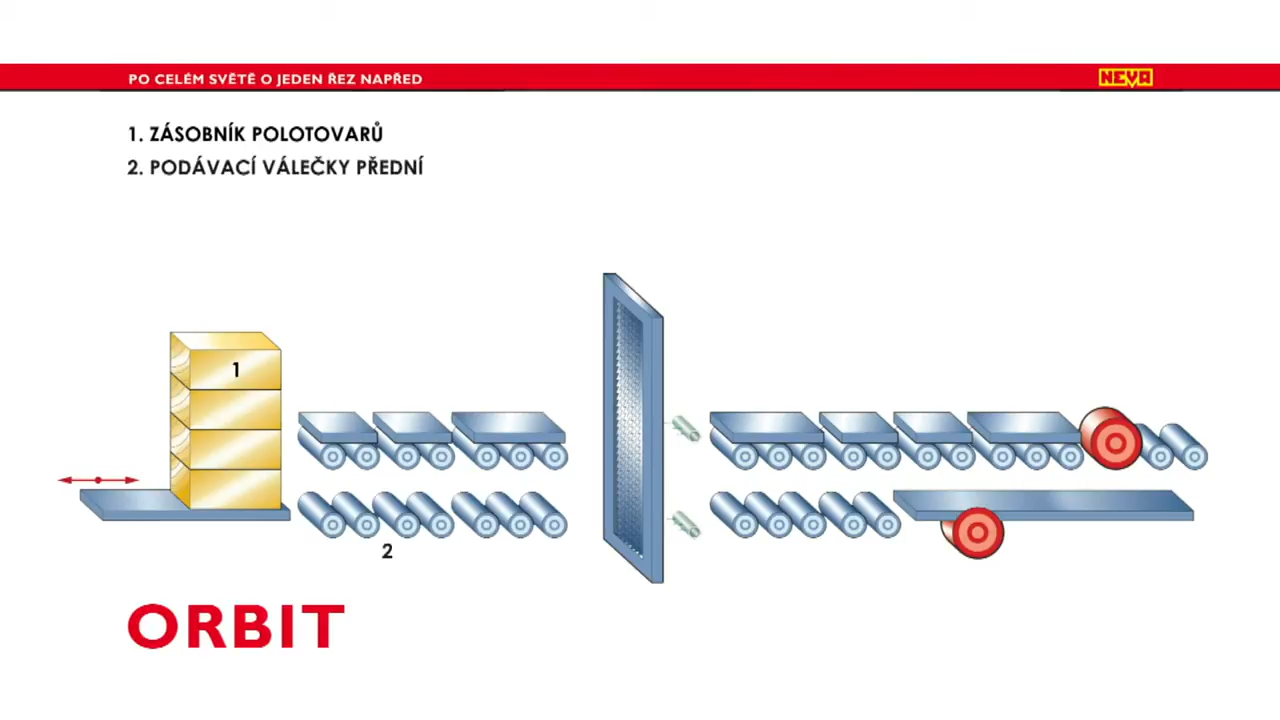 PO CELÉM SVĚTĚ O JEDEN ŘEZ NAPŘED
NEVA
1. ZÁSOBNÍK POLOTOVARŮ
2. PODÁVACÍ VÁLEČKY PŘEDNÍ
1
2
ORBIT